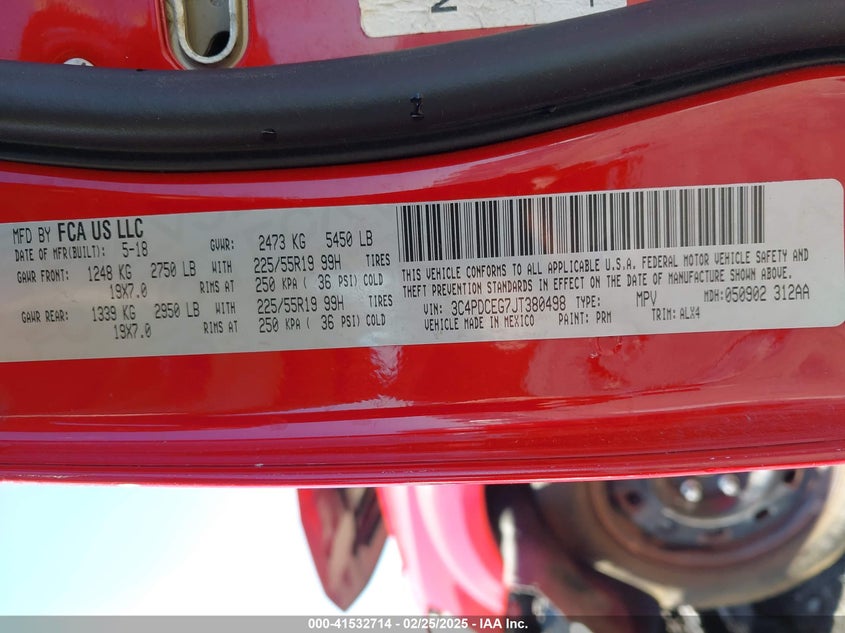 MFD BY FCA US LLC
DATE OF MFR(BUILT): 5-18 GVWR: 2473 KG 5450 LB
GAWR FRONT: 1248 KG 2750 LB WITH 225/55R19 99H TIRES
19X7.0 RIMS AT 250 KPA ( 36 PSI) COLD
GAWR REAR: 1339 KG 2950 LB WITH 225/55R19 99H TIRES
19X7.0 RIMS AT 250 KPA ( 36 PSI) COLD
THIS VEHICLE CONFORMS TO ALL APPLICABLE U.S.A. FEDERAL MOTOR VEHICLE SAFETY AND
THEFT PREVENTION STANDARDS IN EFFECT ON THE DATE OF MANUFACTURE SHOWN ABOVE.
VIN: 3C4PDCEG7JT380498 TYPE: MPV MDH:050902 312AA
VEHICLE MADE IN MEXICO PAINT: PRM TRIM: ALX4
000-41532714 - 02/25/2025 - IAA Inc.